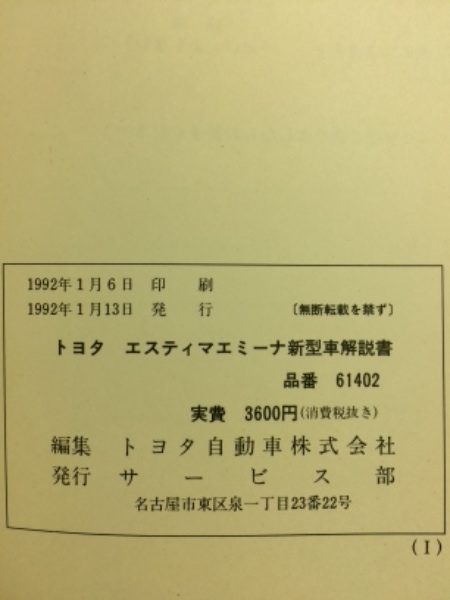 1992年1月6日 印 刷
1992年1月13日 発 行 〔無断転載を禁ず〕
トヨタ エスティマエミーナ新型車解説書
品番 61402
実費 3600円(消費税抜き)
編集 トヨタ自動車株式会社
発行 サービス部
名古屋市東区泉一丁目23番22号
(I)